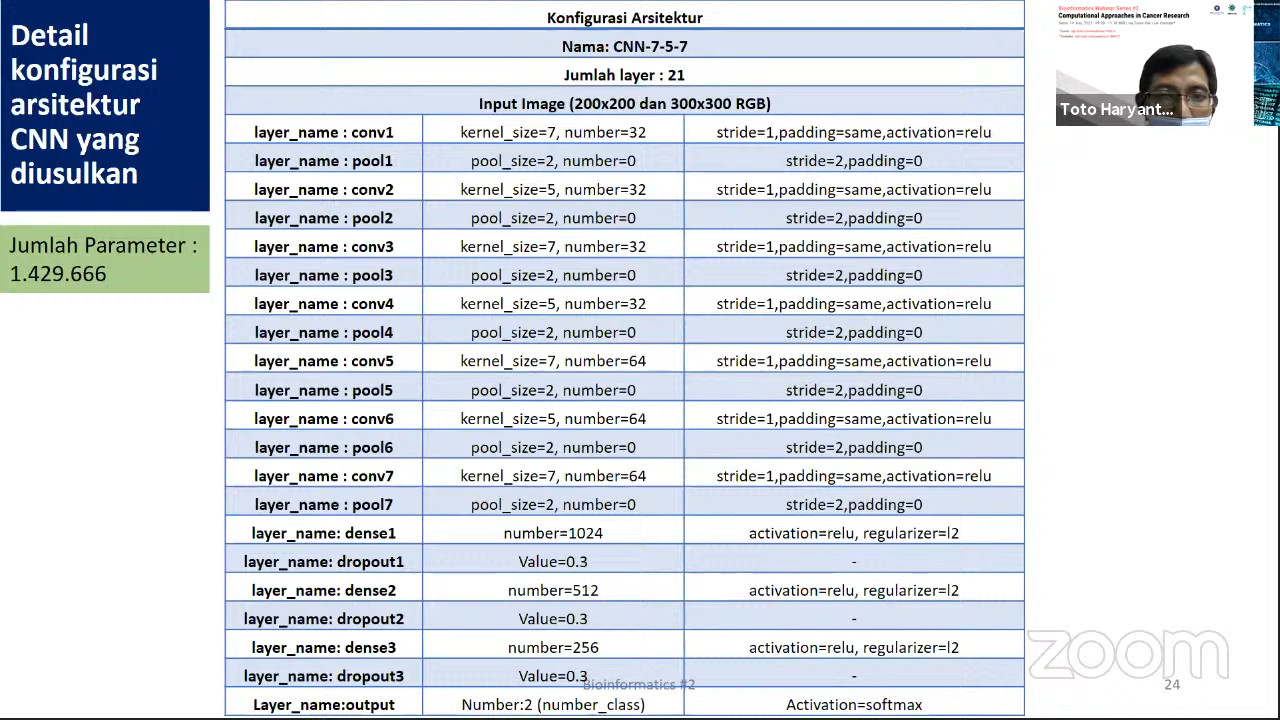 Detail
konfigurasi
arsitektur
CNN yang
diusulkan
Jumlah Parameter :
1.429.666
Konfigurasi Arsitektur
CNN-5-7
Jumlah layer : 21
Input Image(200x200 dan 300x300 RGB)
layer_name : conv1 kernel_size=7, number=32 stride=1,padding=same,activation=relu
layer_name : pool1 pool_size=2, number=0 stride=2,padding=0
layer_name : conv2 kernel_size=5, number=32 stride=1,padding=same,activation=relu
layer_name : pool2 pool_size=2, number=0 stride=2,padding=0
layer_name : conv3 kernel_size=7, number=32 stride=1,padding=same,activation=relu
layer_name : pool3 pool_size=2, number=0 stride=2,padding=0
layer_name : conv4 kernel_size=5, number=32 stride=1,padding=same,activation=relu
layer_name : pool4 pool_size=2, number=0 stride=2,padding=0
layer_name : conv5 kernel_size=7, number=64 stride=1,padding=same,activation=relu
layer_name : pool5 pool_size=2, number=0 stride=2,padding=0
layer_name : conv6 kernel_size=5, number=64 stride=1,padding=same,activation=relu
layer_name : pool6 pool_size=2, number=0 stride=2,padding=0
layer_name : conv7 kernel_size=7, number=64 stride=1,padding=same,activation=relu
layer_name : pool7 pool_size=2, number=0 stride=2,padding=0
layer_name: dense1 number=1024 activation=relu, regularizer=l2
layer_name: dropout1 Value=0.3 -
layer_name: dense2 number=512 activation=relu, regularizer=l2
layer_name: dropout2 Value=0.3 -
layer_name: dense3 number=256 activation=relu, regularizer=l2
layer_name: dropout3 Value=0.3 -
Layer_name:output Number:2 (number_class) Activation=softmax
Bioinformatics #2
24
Bioinformatics Webinar Series #2
Computational Approaches in Cancer Research
Toto Haryant...
zoom